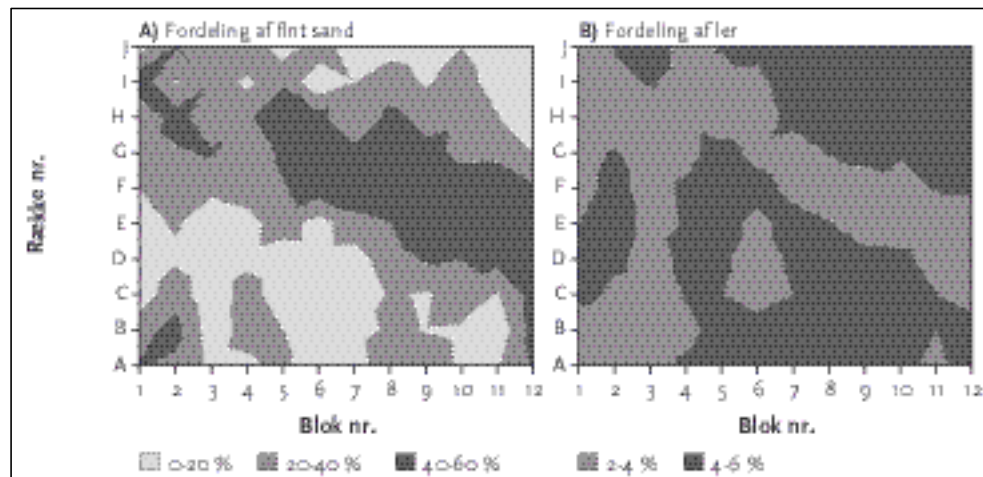 A) Fordeling af fint sand
J
I
H
G
F
E
D
C
B
A
1 2 3 4 5 6 7 8 9 10 11 12
Blok nr.
Række nr.
0-20 % 20-40 % 40-60 %
B) Fordeling af ler
J
I
H
G
F
E
D
C
B
A
1 2 3 4 5 6 7 8 9 10 11 12
Blok nr.
2-4 % 4-6 %